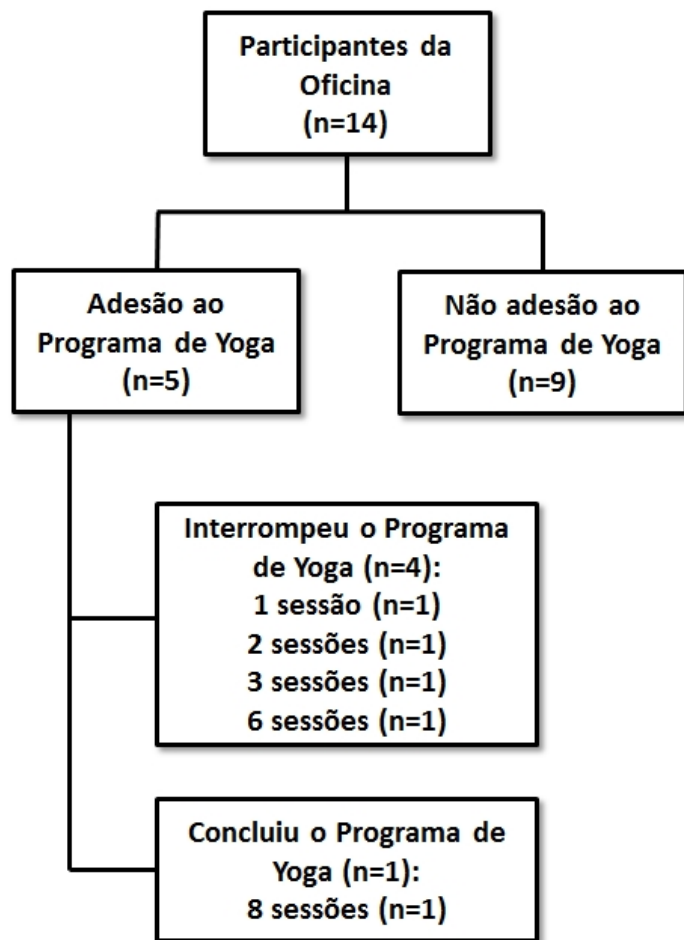 Participantes da
Oficina
(n=14)
Adesão ao
Programa de Yoga
(n=5)
Não adesão ao
Programa de Yoga
(n=9)
Interrompeu o Programa
de Yoga (n=4):
1 sessão (n=1)
2 sessões (n=1)
3 sessões (n=1)
6 sessões (n=1)
Concluiu o Programa de
Yoga (n=1):
8 sessões (n=1)